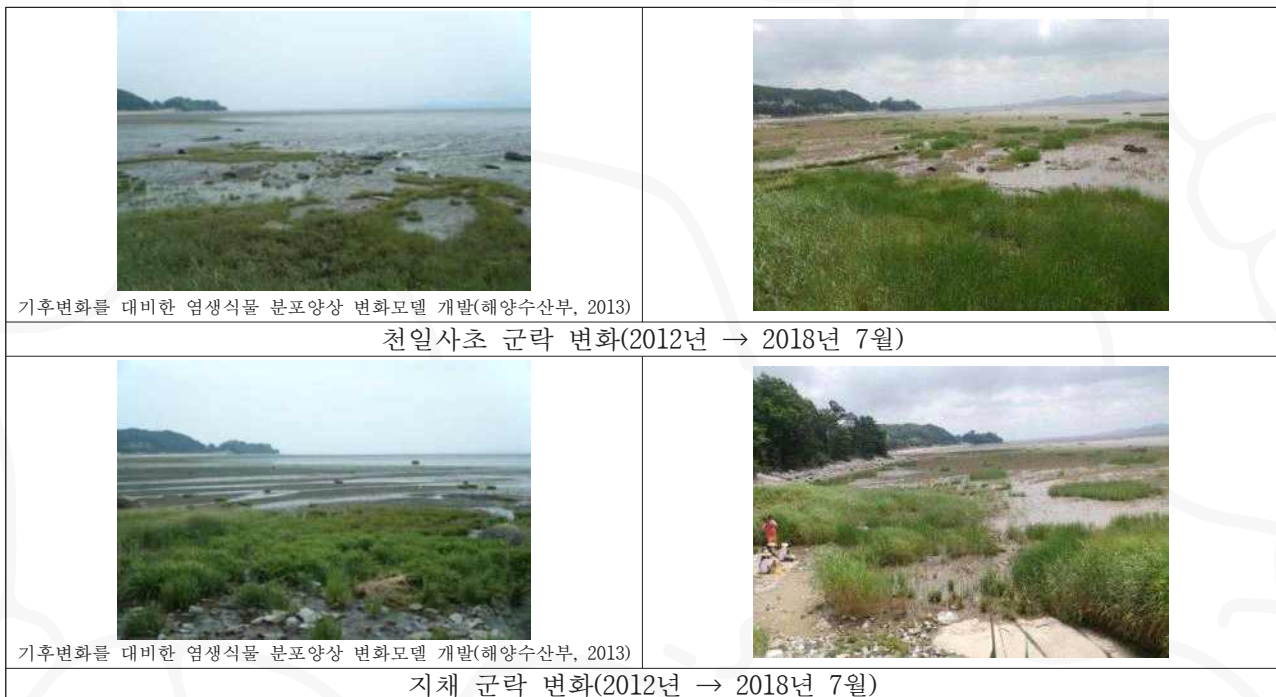 기후변화를 대비한 염생식물 분포양상 변화모델 개발(해양수산부, 2013)
천일사초 군락 변화(2012년 → 2018년 7월)
기후변화를 대비한 염생식물 분포양상 변화모델 개발(해양수산부, 2013)
지채 군락 변화(2012년 → 2018년 7월)